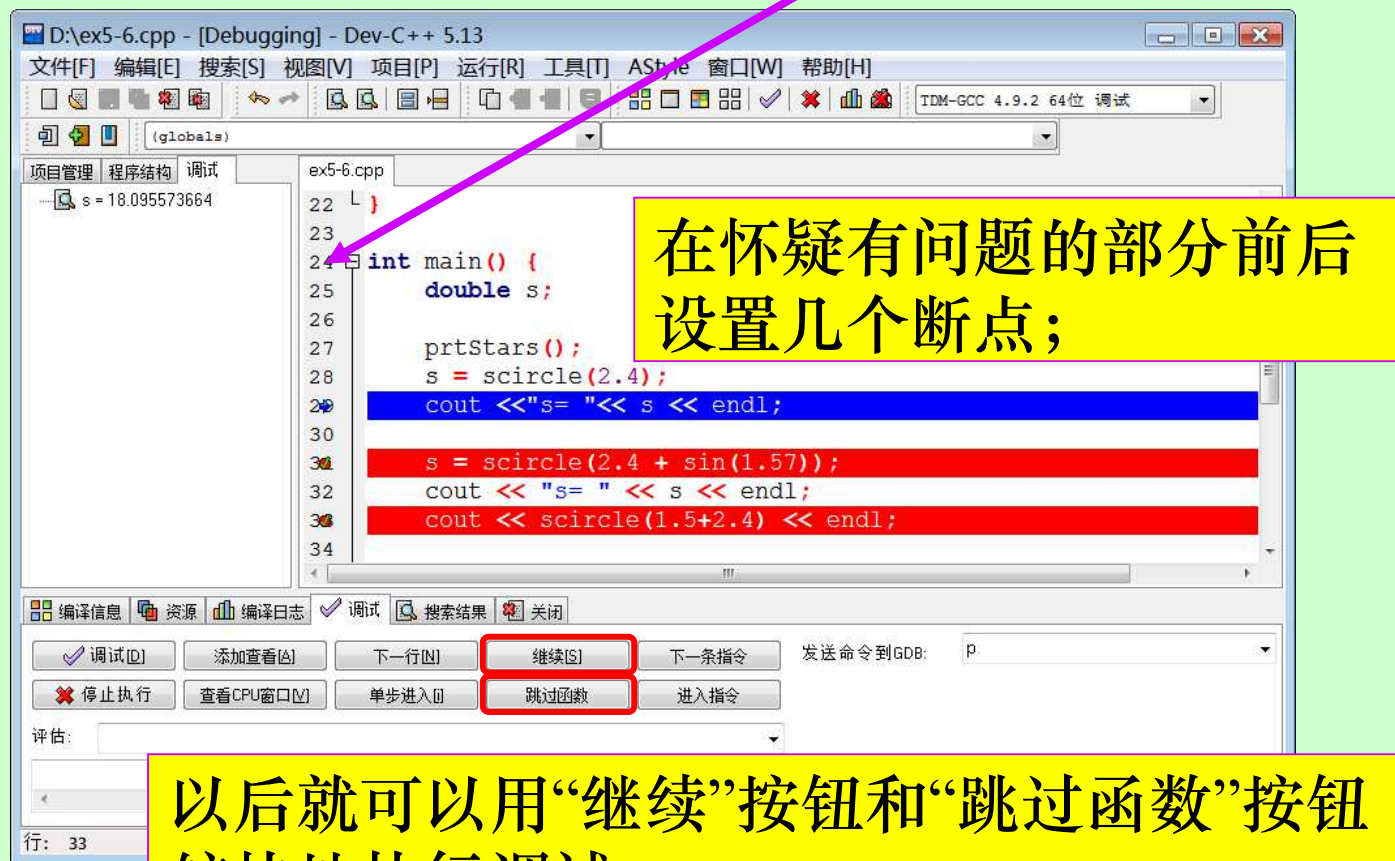 D:\ex5-6.cpp - [Debugging] - Dev-C++ 5.13
文件[F] 编辑[E] 搜索[S] 视图[V] 项目[P] 运行[R] 工具[T] AStyle 窗口[W] 帮助[H]
TDM-GCC 4.9.2 64位 调试
(globals)
项目管理 程序结构 调试 ex5-6.cpp
s = 18.095573664
22 }
23
24 int main() {
25 double s;
26
27 prtStars();
28 s = scircle(2.4);
29 cout <<"s= "<< s << endl;
30
s = scircle(2.4 + sin(1.57));
32 cout << "s= " << s << endl;
cout << scircle(1.5+2.4) << endl;
34
在怀疑有问题的部分前后
设置几个断点；
编译信息 资源 编译日志 调试 搜索结果 关闭
调试[D] 添加查看[A] 下一行[N] 继续[S] 下一条指令 发送命令到GDB: p
停止执行 查看CPU窗口[V] 单步进入[i] 跳过函数 进入指令
评估:
以后就可以用“继续”按钮和“跳过函数”按钮
行: 33